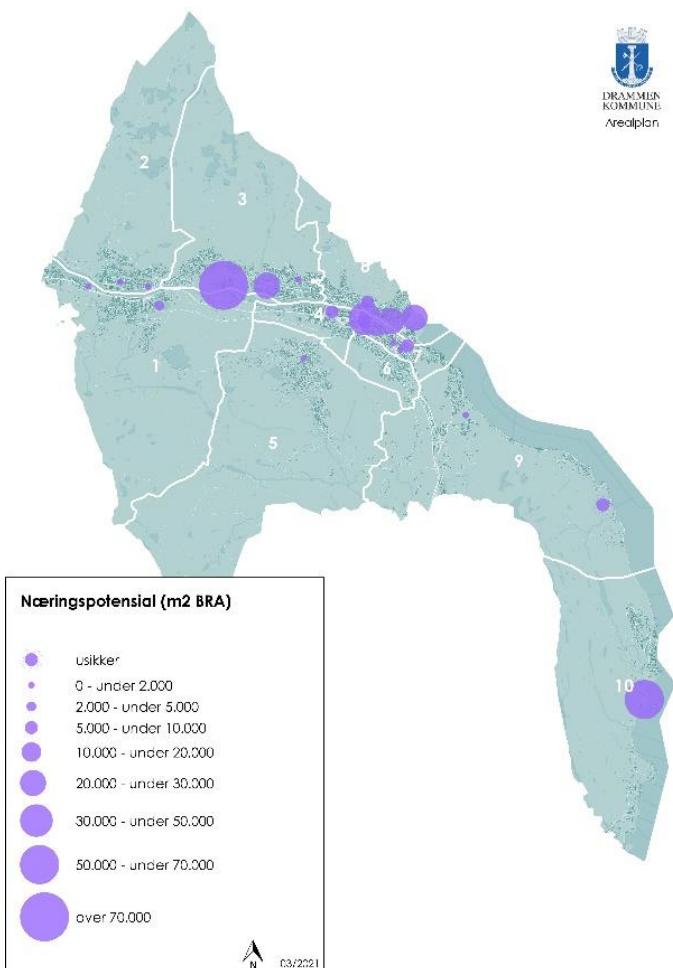 DRAMMEN
KOMMUNE
Arealplan
2
3
8
4
6
1
5
9
10
Næringspotensial (m2 BRA)
usikker
0 - under 2.000
2.000 - under 5.000
5.000 - under 10.000
10.000 - under 20.000
20.000 - under 30.000
30.000 - under 50.000
50.000 - under 70.000
over 70.000
N
03/2021